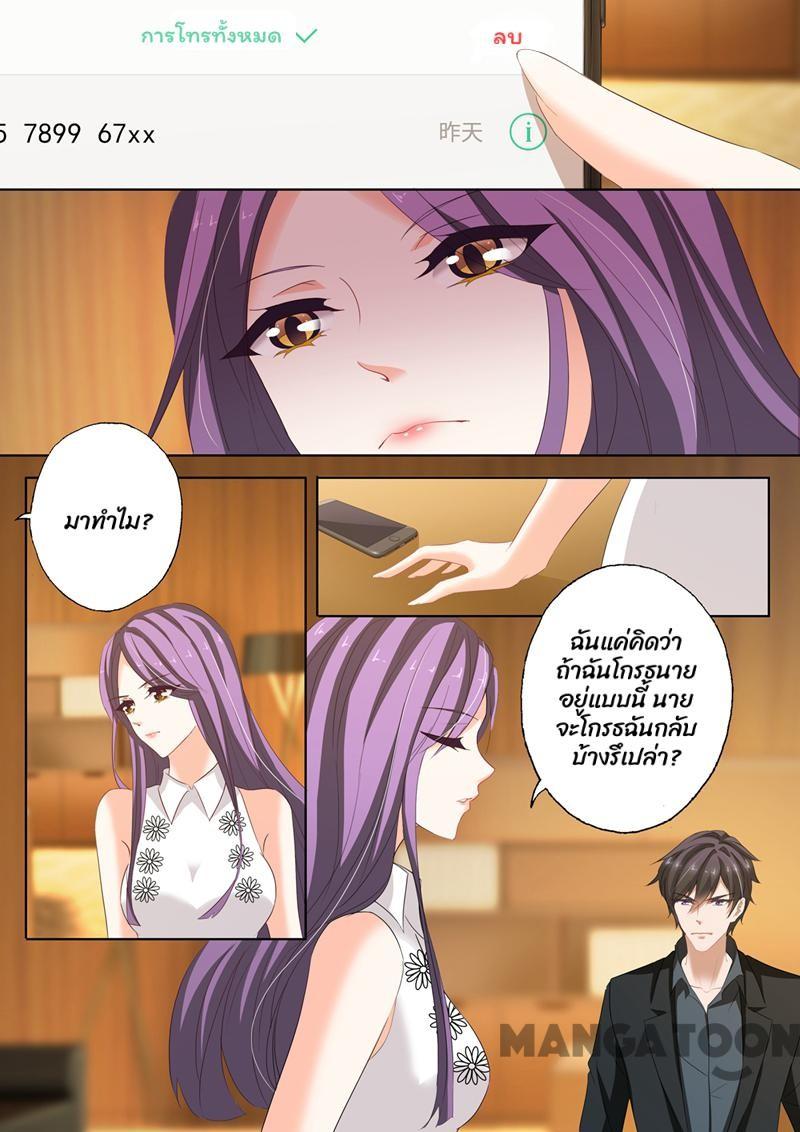 การโทรทั้งหมด ลบ
5 7899 67xx 昨天
มาทำไม?
ฉันแค่คิดว่า
ถ้าฉันโกรธนาย
อยู่แบบนี้ นาย
จะโกรธฉันกลับ
บ้างรึเปล่า?
MANGATOON